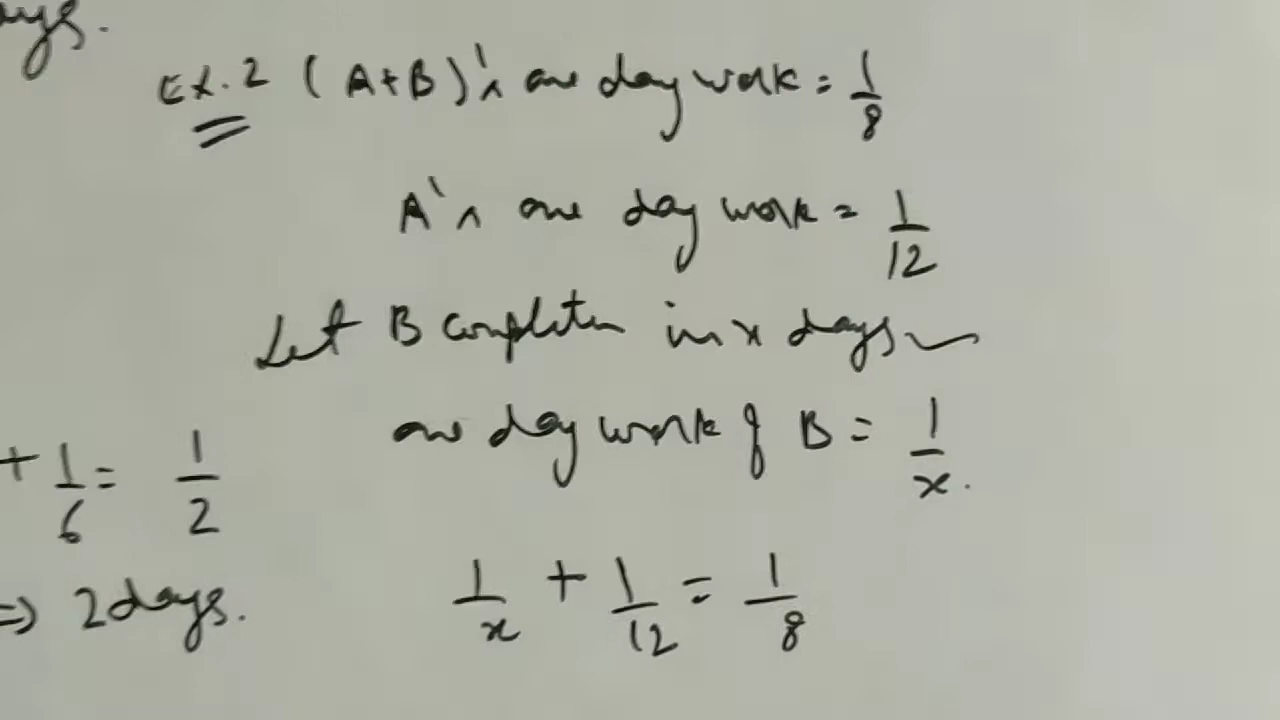 ays.
Ex. 2 (A+B)'s one day work = 1/8
A's one day work = 1/12
Let B completes in x days
one day work of B = 1/x.
+ 1/6 = 1/2
1/x + 1/12 = 1/8
=> 2 days.